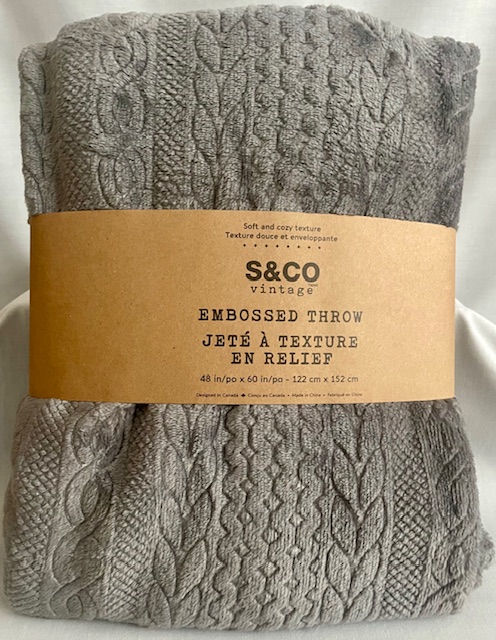 Soft and cozy texture
Texture douce et enveloppante
S&CO
vintage
EMBOSSED THROW
JETÉ À TEXTURE
EN RELIEF
48 in/po x 60 in/po - 122 cm x 152 cm
Designed in Canada • Conçu en Canada • Made in China • Fabriqué en Chine